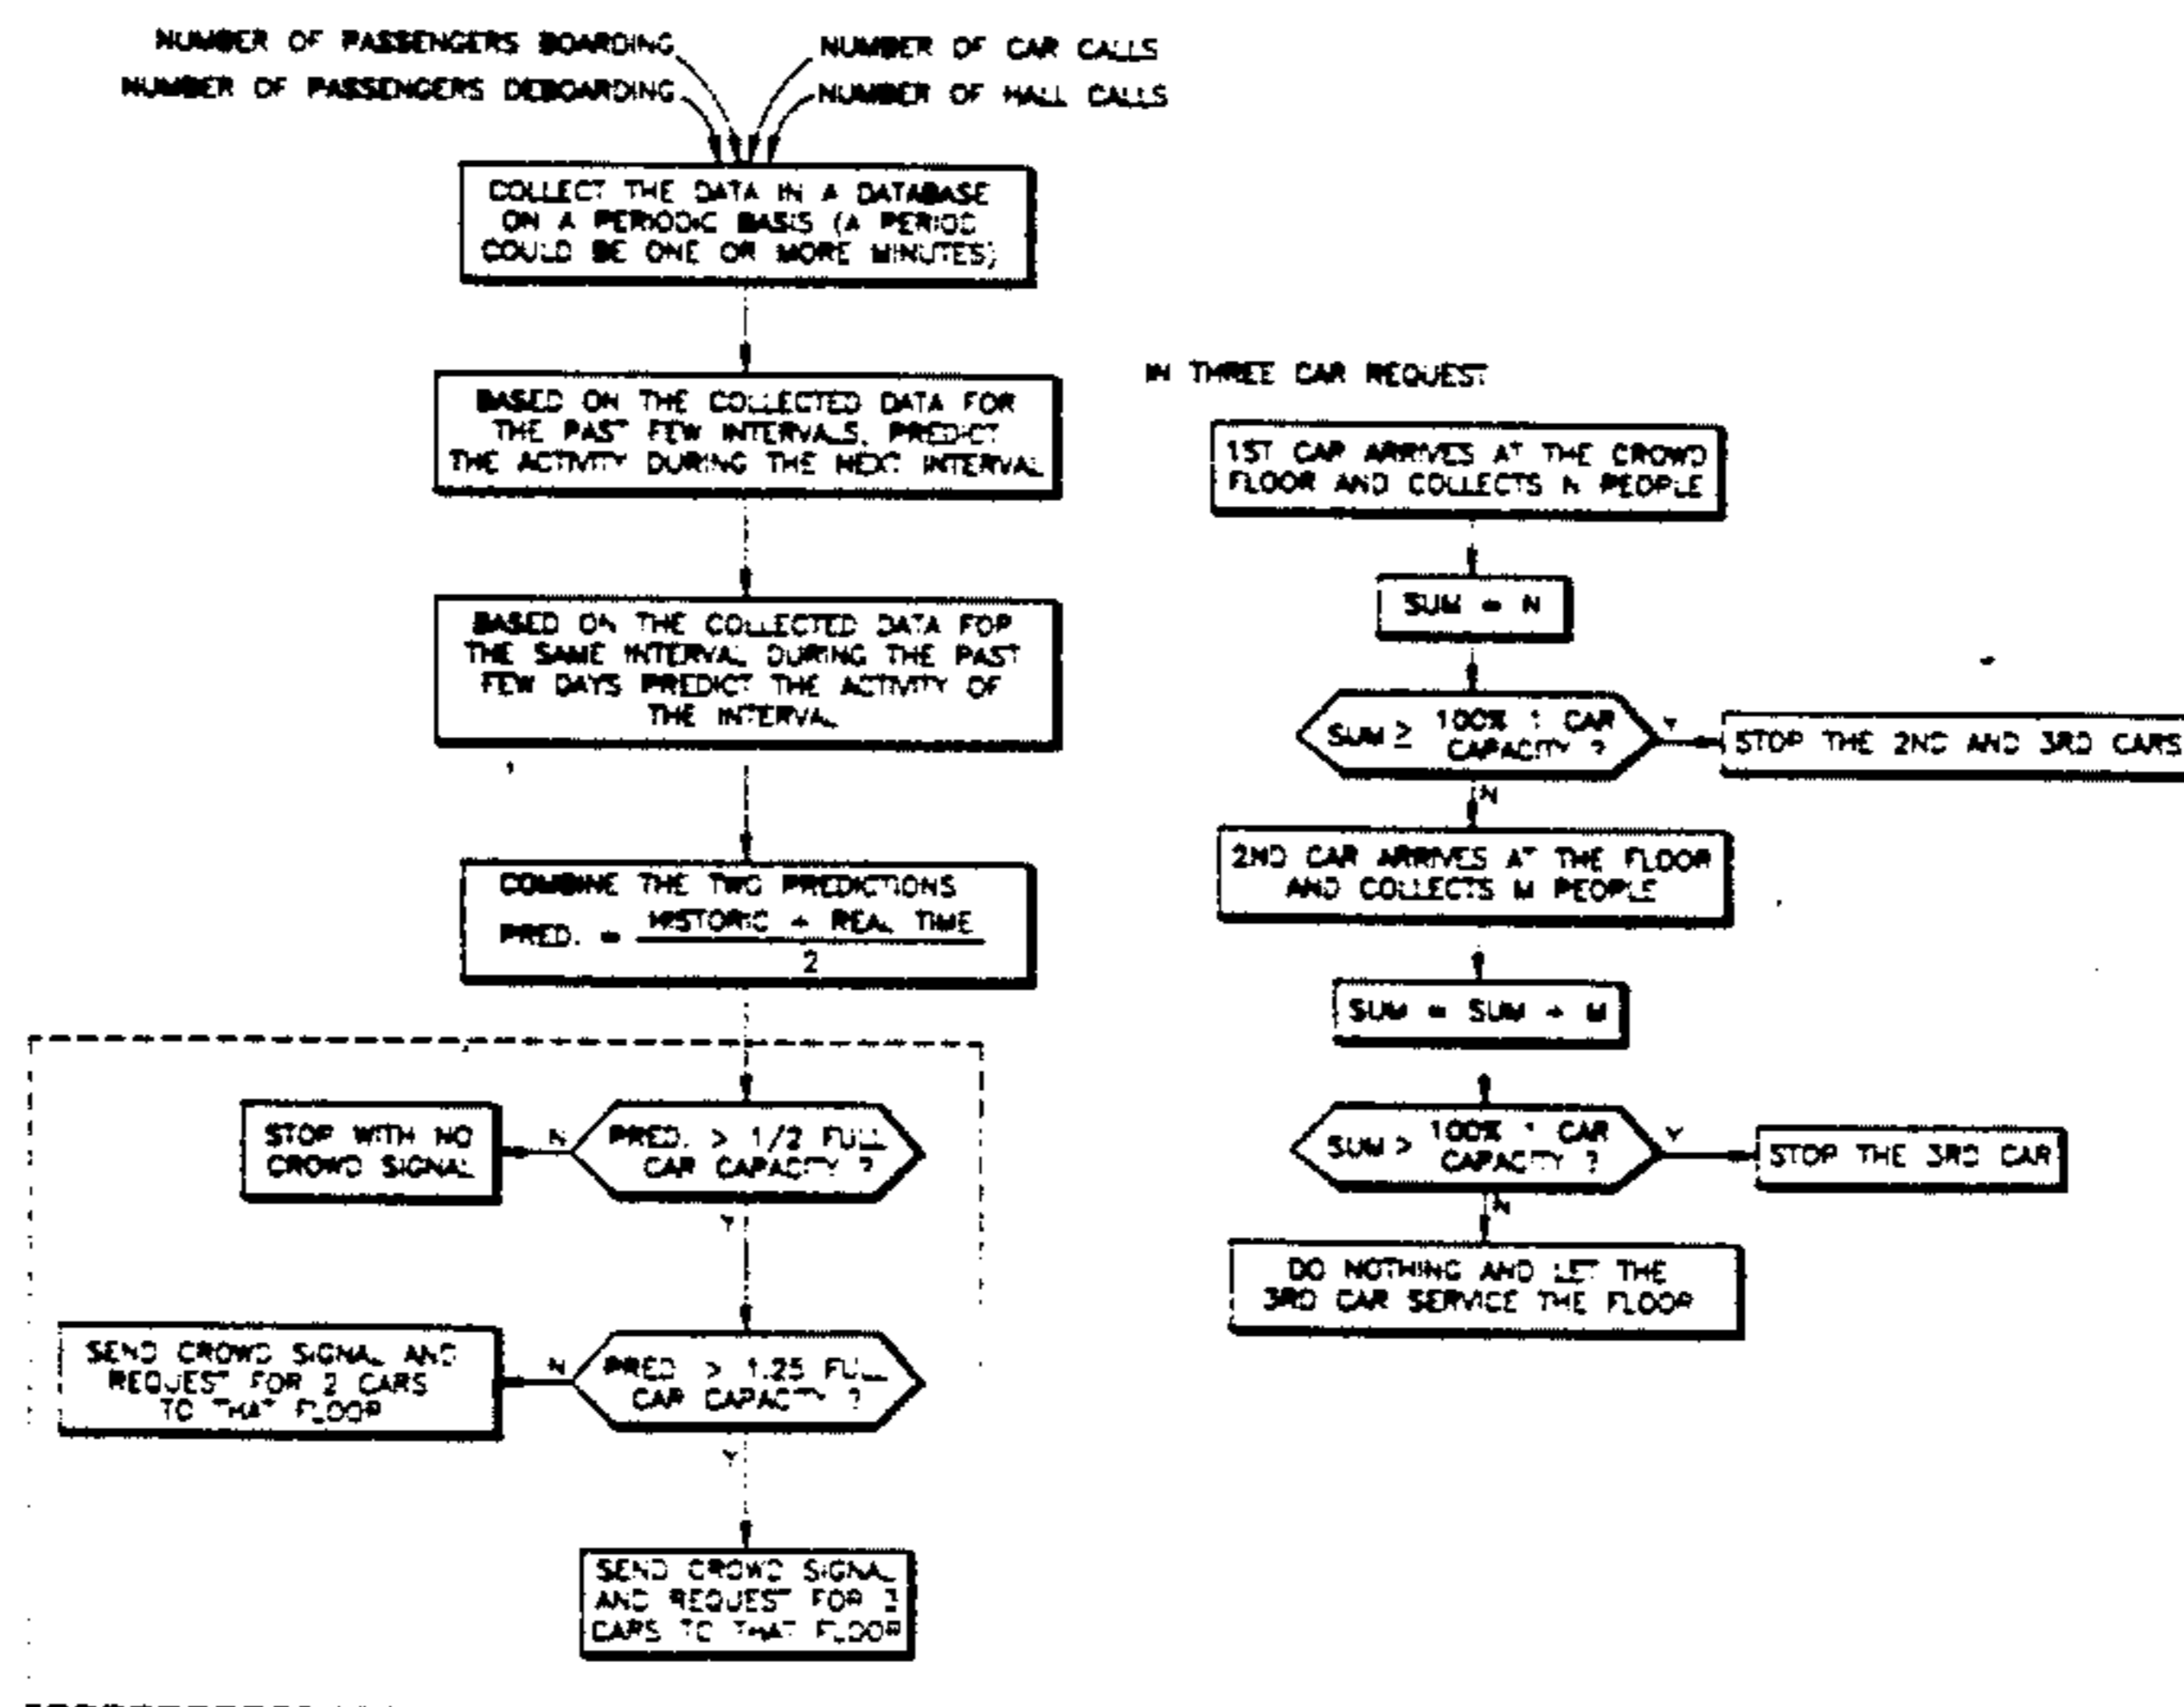 NUMBER OF PASSENGERS BOARDING
NUMBER OF PASSENGERS DEBOARDING
NUMBER OF CAR CALLS
NUMBER OF HALL CALLS
COLLECT THE DATA IN A DATABASE
ON A PERIODIC BASIS (A PERIOD
COULD BE ONE OR MORE MINUTES)
BASED ON THE COLLECTED DATA FOR
THE PAST FEW INTERVALS, PREDICT
THE ACTIVITY DURING THE NEXT INTERVAL
BASED ON THE COLLECTED DATA FOR
THE SAME INTERVAL DURING THE PAST
FEW DAYS PREDICT THE ACTIVITY OF
THE INTERVAL
COMBINE THE TWO PREDICTIONS
PRED. = HISTORIC + REAL TIME
2
PRED. > 1/2 FULL
CAR CAPACITY ?
N
STOP WITH NO
CROWD SIGNAL
Y
PRED > 1.25 FULL
CAR CAPACITY ?
N
SEND CROWD SIGNAL AND
REQUEST FOR 2 CARS
TO THAT FLOOR
Y
SEND CROWD SIGNAL
AND REQUEST FOR 3
CARS TO THAT FLOOR
IN THREE CAR REQUEST
1ST CAR ARRIVES AT THE CROWD
FLOOR AND COLLECTS N PEOPLE
SUM = N
SUM ≥ 100% 1 CAR
CAPACITY ?
Y
STOP THE 2ND AND 3RD CARS
N
2ND CAR ARRIVES AT THE FLOOR
AND COLLECTS M PEOPLE
SUM = SUM + M
SUM > 100% 1 CAR
CAPACITY ?
Y
STOP THE 3RD CAR
N
DO NOTHING AND LET THE
3RD CAR SERVICE THE FLOOR